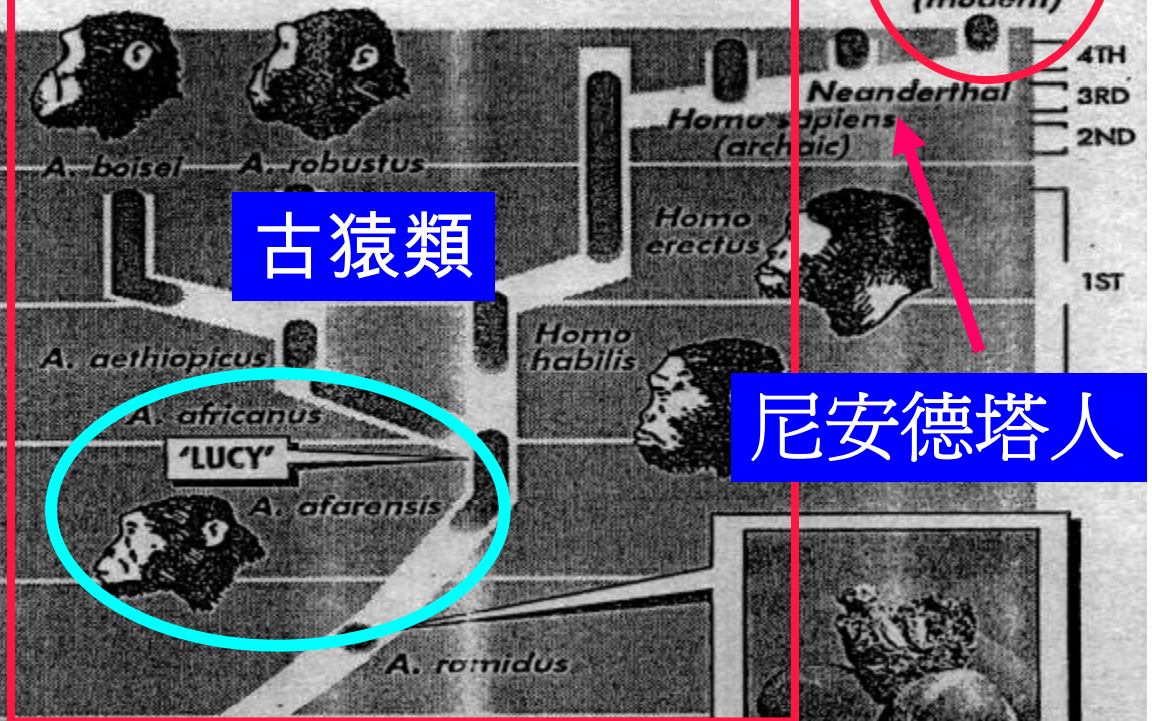 (modern)
4TH
Neanderthal
3RD
Homo sapiens
(archaic)
2ND
A. boisei
A. robustus
古猿類
Homo
erectus
1ST
A. aethiopicus
Homo
habilis
A. africanus
尼安德塔人
'LUCY'
A. afarensis
A. ramidus